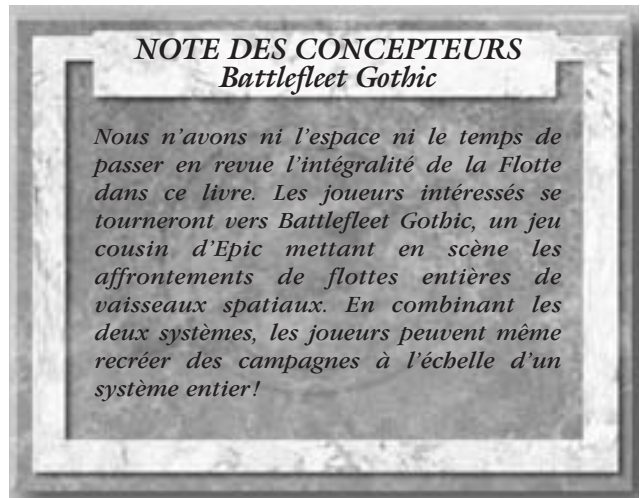 NOTE DES CONCEPTEURS
Battlefleet Gothic
Nous n'avons ni l'espace ni le temps de
passer en revue l'intégralité de la Flotte
dans ce livre. Les joueurs intéressés se
tourneront vers Battlefleet Gothic, un jeu
cousin d'Epic mettant en scène les
affrontements de flottes entières de
vaisseaux spatiaux. En combinant les
deux systèmes, les joueurs peuvent même
recréer des campagnes à l'échelle d'un
système entier!